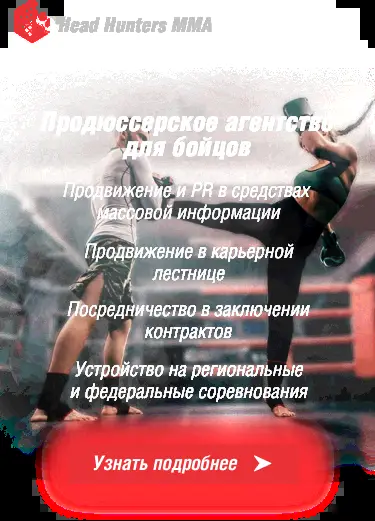 Head Hunters MMA
Продюссерское агентство
для бойцов
Продвижение и PR в средствах
массовой информации
Продвижение в карьерной
лестнице
Посредничество в заключении
контрактов
Устройство на региональные
и федеральные соревнования
Узнать подробнее